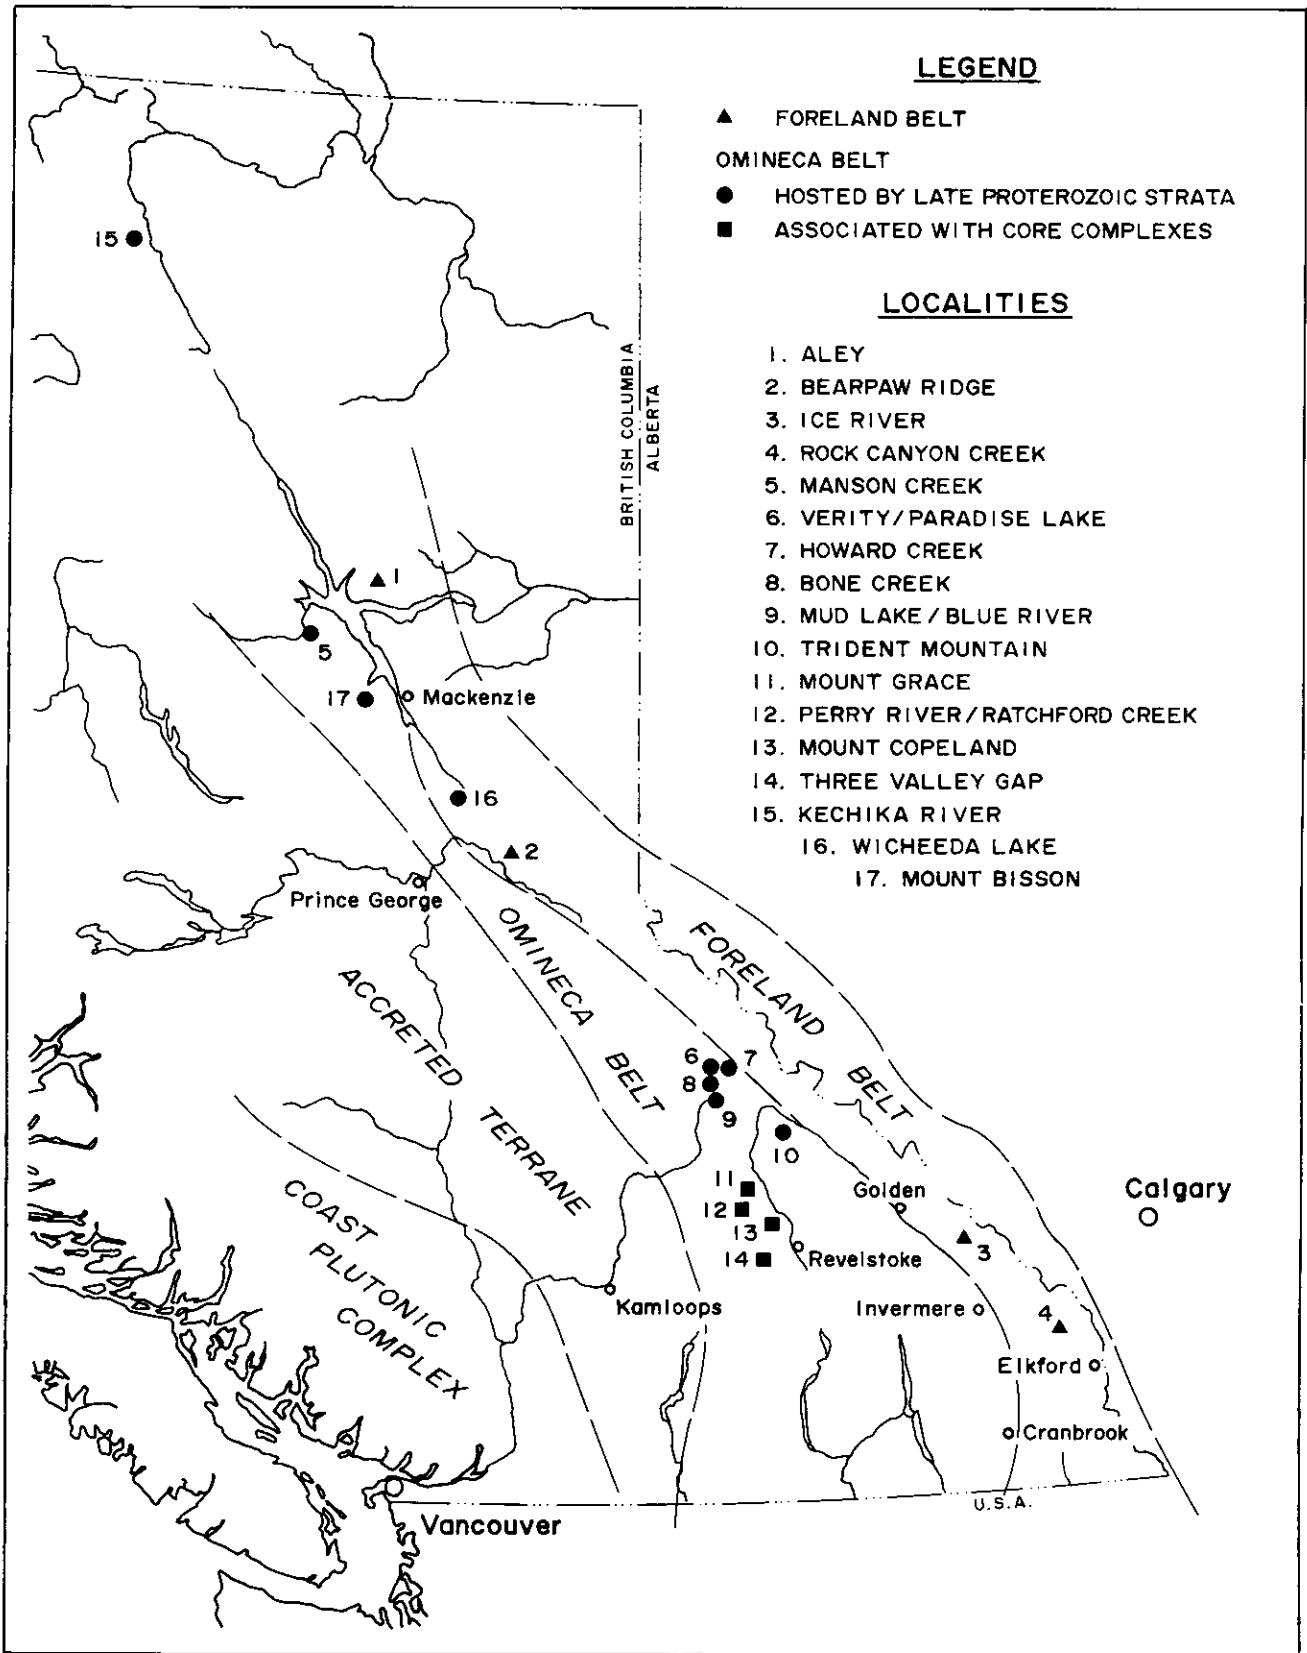 LEGEND
▲ FORELAND BELT
OMINECA BELT
● HOSTED BY LATE PROTEROZOIC STRATA
■ ASSOCIATED WITH CORE COMPLEXES
LOCALITIES
1. ALEY
2. BEARPAW RIDGE
3. ICE RIVER
4. ROCK CANYON CREEK
5. MANSON CREEK
6. VERITY/PARADISE LAKE
7. HOWARD CREEK
8. BONE CREEK
9. MUD LAKE/BLUE RIVER
10. TRIDENT MOUNTAIN
11. MOUNT GRACE
12. PERRY RIVER/RATCHFORD CREEK
13. MOUNT COPELAND
14. THREE VALLEY GAP
15. KECHIKA RIVER
16. WICHEEDA LAKE
17. MOUNT BISSON
15
BRITISH COLUMBIA
ALBERTA
1
5
17
Mackenzie
16
2
Prince George
OMINECA BELT
FORELAND BELT
ACCRETED TERRANE
COAST
PLUTONIC
COMPLEX
6
7
8
9
10
11
12
13
14
Golden
Calgary
3
Revelstoke
Kamloops
Invermere
4
Elkford
Cranbrook
U.S.A.
Vancouver